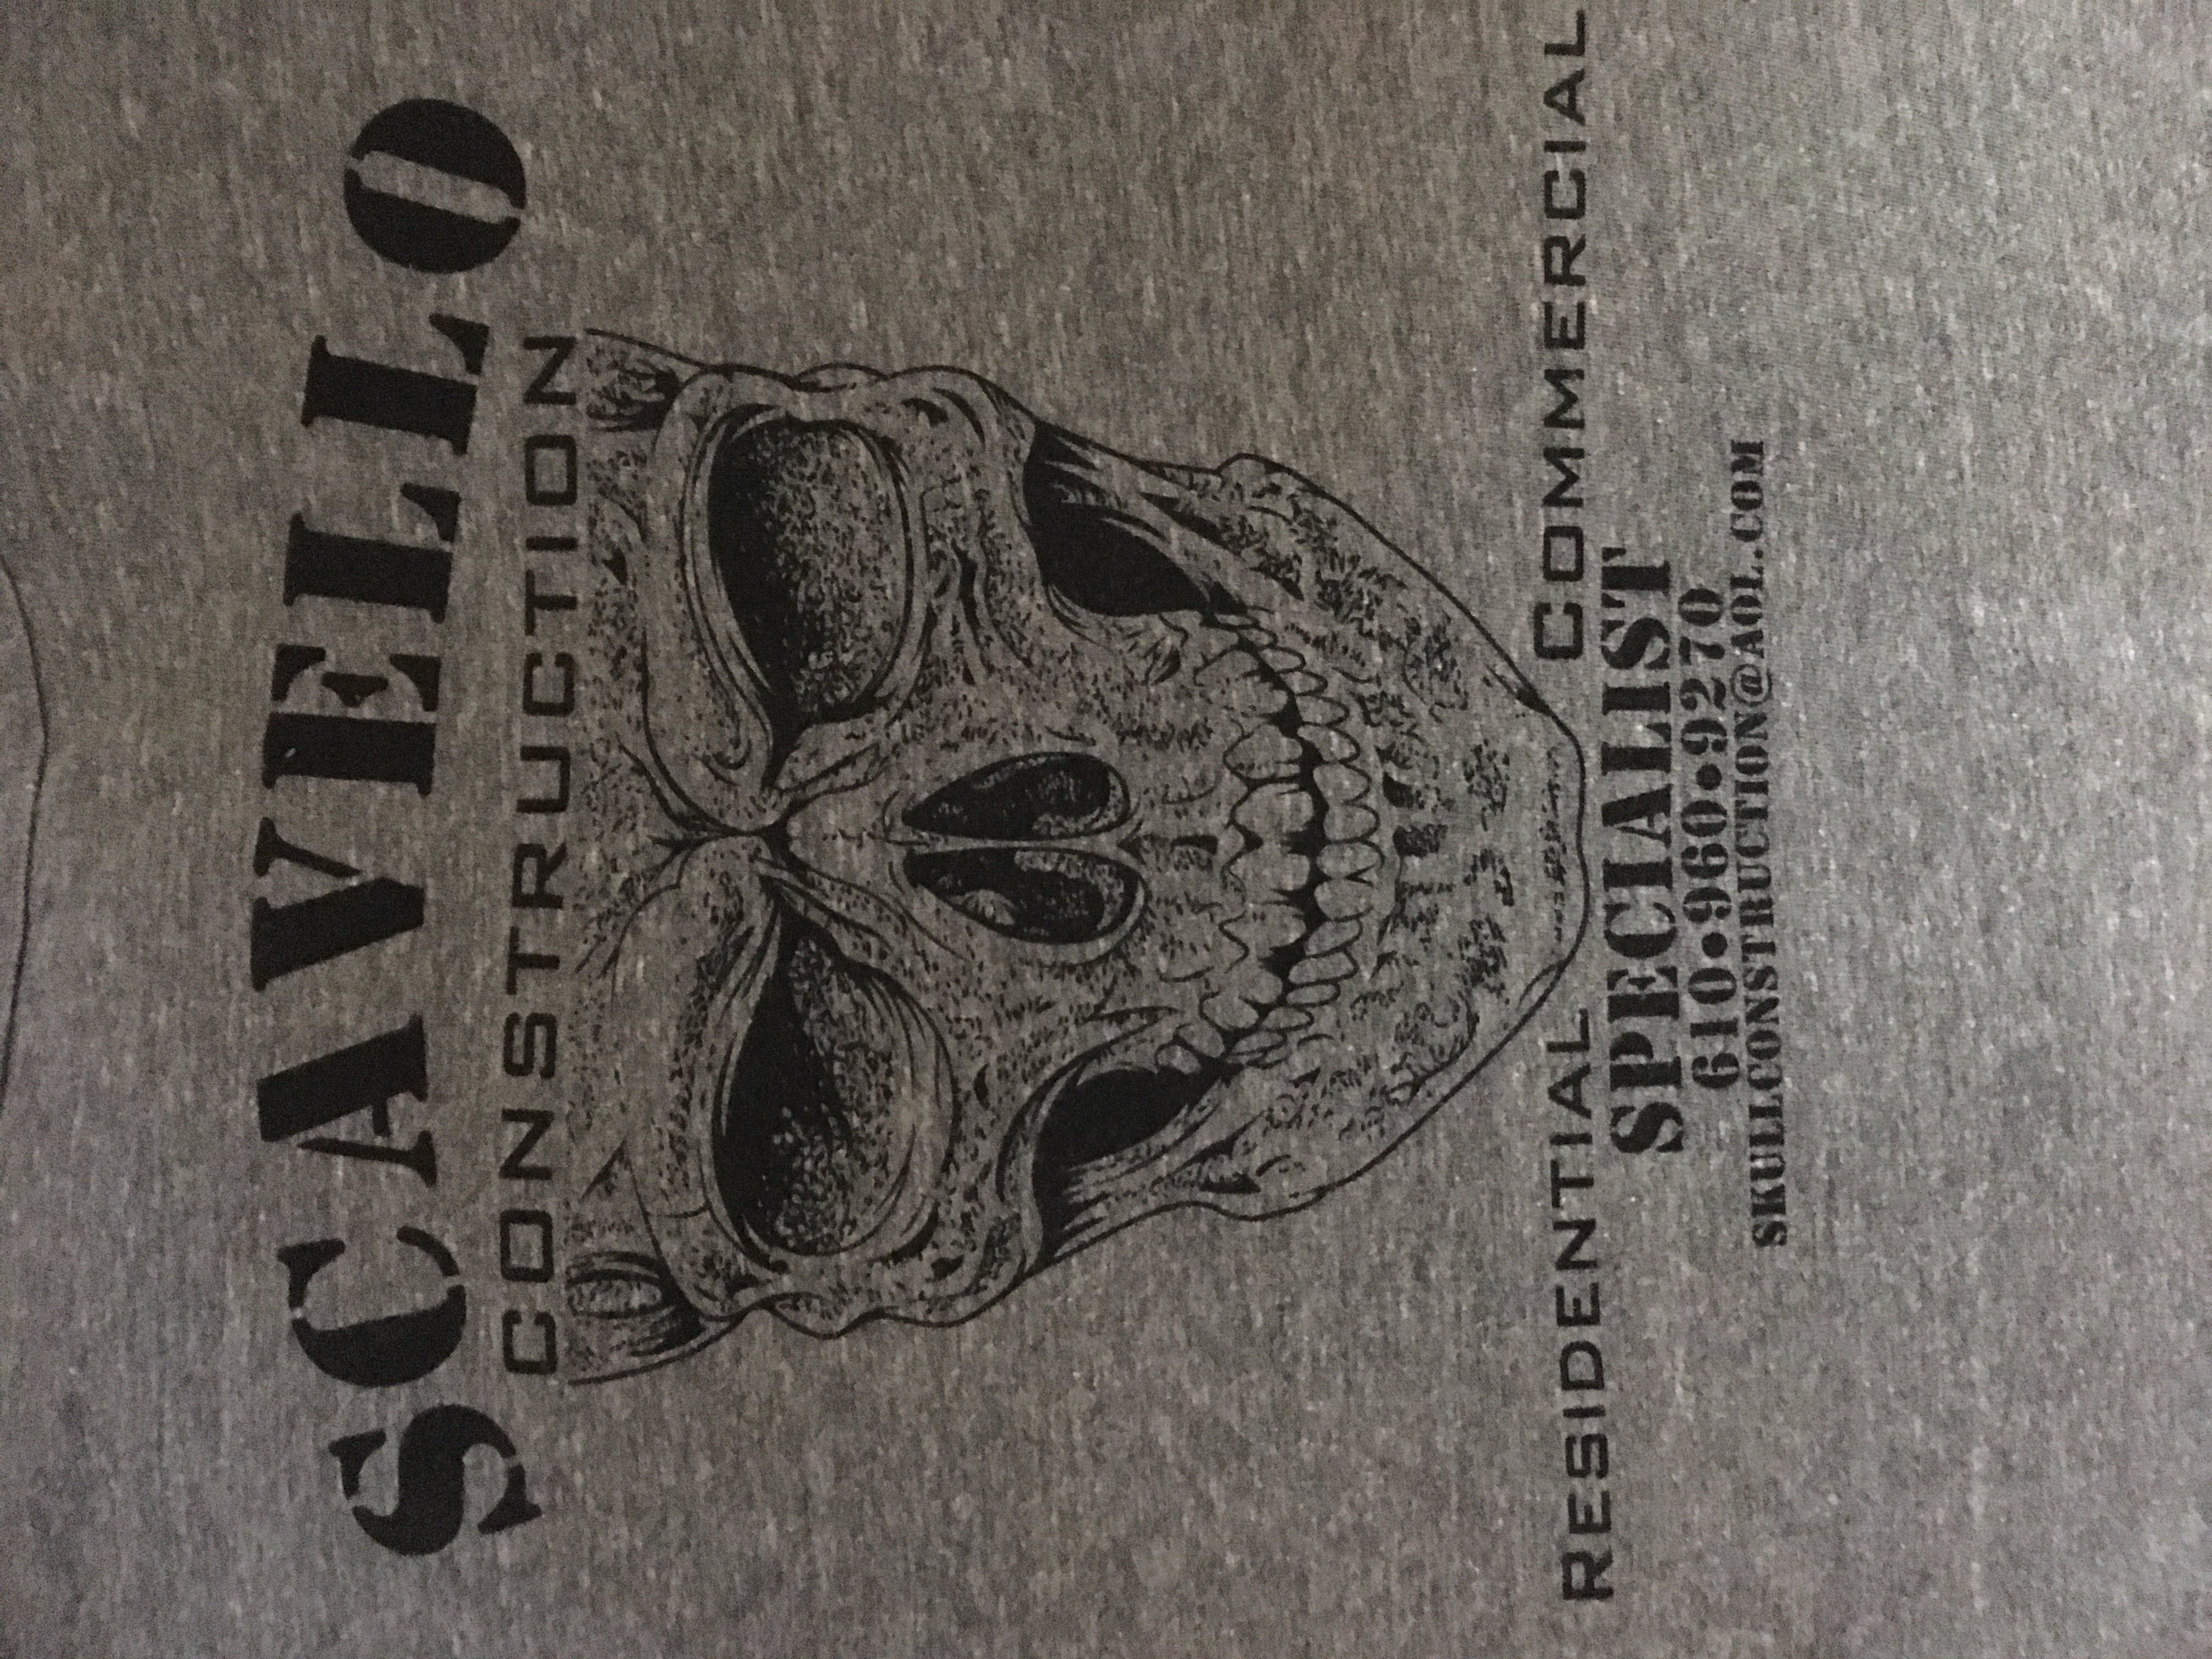 SCAVELLO
CONSTRUCTION
RESIDENTIAL COMMERCIAL
SPECIALIST
610•960•9270
SKULLCONSTRUCTION@AOL.COM